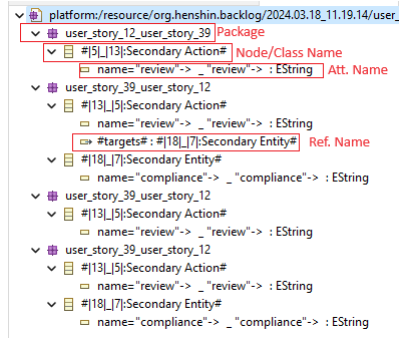 platform:/resource/org.henshin.backlog/2024.03.18_11.19.14/user_
user_story_12_user_story_39 Package
#|5|_|13|:Secondary Action# Node/Class Name
name="review"-> _ "review"-> : EString Att. Name
user_story_39_user_story_12
#|13|_|5|:Secondary Action#
name="review"-> _ "review"-> : EString
#targets# : #|18|_|7|:Secondary Entity# Ref. Name
#|18|_|7|:Secondary Entity#
name="compliance"-> _ "compliance"-> : EString
user_story_39_user_story_12
#|13|_|5|:Secondary Action#
name="review"-> _ "review"-> : EString
user_story_39_user_story_12
#|13|_|5|:Secondary Action#
name="review"-> _ "review"-> : EString
#|18|_|7|:Secondary Entity#
name="compliance"-> _ "compliance"-> : EString